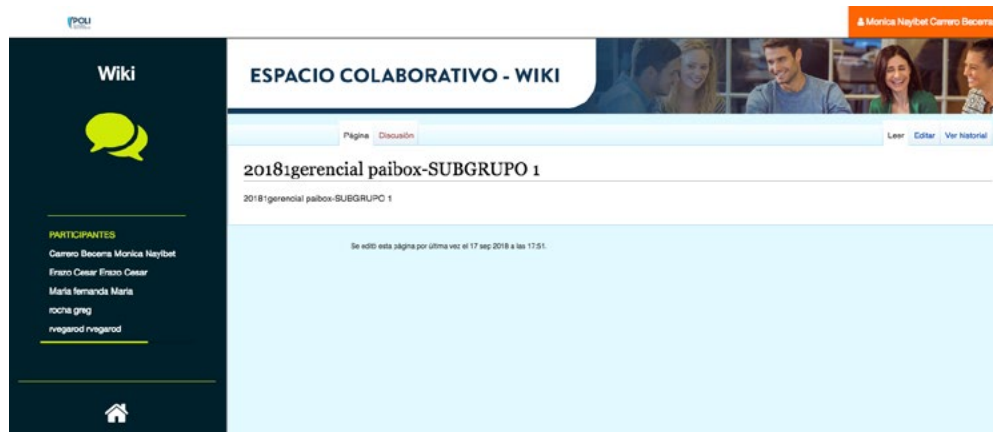 POLI
Monica Nayibet Carrero Becerra
Wiki
ESPACIO COLABORATIVO - WIKI
Página Discusión
Leer Editar Ver historial
20181gerencial paibox-SUBGRUPO 1
20181gerencial paibox-SUBGRUPO 1
Se editó esta página por última vez el 17 sep 2018 a las 17:51.
PARTICIPANTES
Carrero Becerra Monica Nayibet
Erazo Cesar Erazo Cesar
Maria fernanda Maria
rocha greg
rvegarod rvegarod